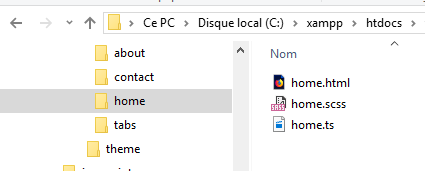 Ce PC > Disque local (C:) > xampp > htdocs >
about
contact
home
tabs
theme
Nom
home.html
home.scss
home.ts